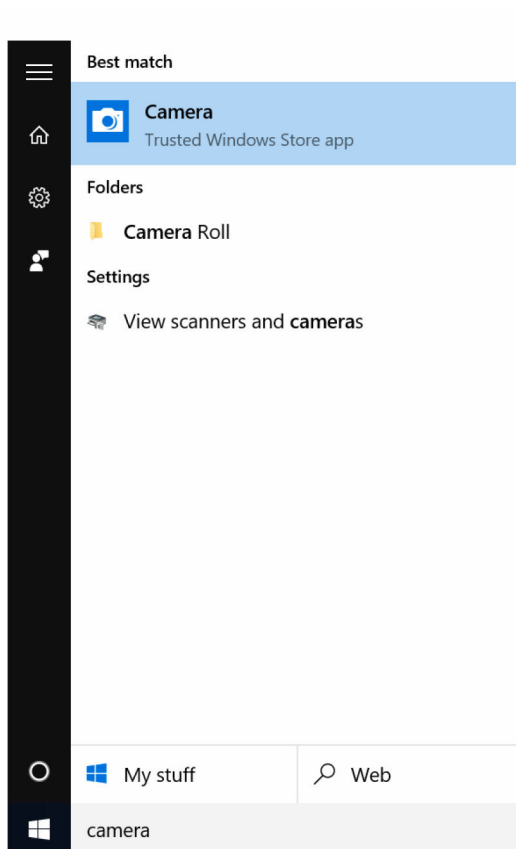 Best match
Camera
Trusted Windows Store app
Folders
Camera Roll
Settings
View scanners and cameras
My stuff
Web
camera